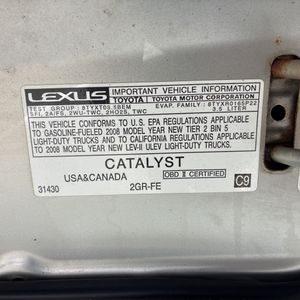 LEXUS IMPORTANT VEHICLE INFORMATION
TOYOTA TOYOTA MOTOR CORPORATION
TEST GROUP : 8TYXT03.5BEM EVAP. FAMILY : 8TYXR0165P22
SFI, 2A/FS, 2WU-TWC, 2HO2S, TWC 3.5 LITER
THIS VEHICLE CONFORMS TO U.S. EPA REGULATIONS APPLICABLE
TO GASOLINE-FUELED 2008 MODEL YEAR NEW TIER 2 BIN 5
LIGHT-DUTY TRUCKS AND CALIFORNIA REGULATIONS APPLICABLE
TO 2008 MODEL YEAR NEW LEV-II ULEV LIGHT-DUTY TRUCKS.
CATALYST
USA&CANADA OBD II CERTIFIED
31430 2GR-FE C9